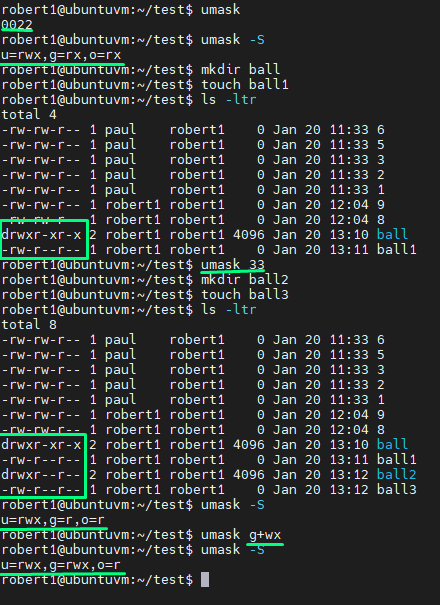 robert1@ubuntuvm:~/test$ umask
0022
robert1@ubuntuvm:~/test$ umask -S
u=rwx,g=rx,o=rx
robert1@ubuntuvm:~/test$ mkdir ball
robert1@ubuntuvm:~/test$ touch ball1
robert1@ubuntuvm:~/test$ ls -ltr
total 4
-rw-rw-r-- 1 paul    robert1    0 Jan 20 11:33 6
-rw-rw-r-- 1 paul    robert1    0 Jan 20 11:33 5
-rw-rw-r-- 1 paul    robert1    0 Jan 20 11:33 3
-rw-rw-r-- 1 paul    robert1    0 Jan 20 11:33 2
-rw-rw-r-- 1 paul    robert1    0 Jan 20 11:33 1
-rw-rw-r-- 1 robert1 robert1    0 Jan 20 12:04 9
-rw-rw-r-- 1 robert1 robert1    0 Jan 20 12:04 8
drwxr-xr-x 2 robert1 robert1 4096 Jan 20 13:10 ball
-rw-r--r-- 1 robert1 robert1    0 Jan 20 13:11 ball1
robert1@ubuntuvm:~/test$ umask 33
robert1@ubuntuvm:~/test$ mkdir ball2
robert1@ubuntuvm:~/test$ touch ball3
robert1@ubuntuvm:~/test$ ls -ltr
total 8
-rw-rw-r-- 1 paul    robert1    0 Jan 20 11:33 6
-rw-rw-r-- 1 paul    robert1    0 Jan 20 11:33 5
-rw-rw-r-- 1 paul    robert1    0 Jan 20 11:33 3
-rw-rw-r-- 1 paul    robert1    0 Jan 20 11:33 2
-rw-rw-r-- 1 paul    robert1    0 Jan 20 11:33 1
-rw-rw-r-- 1 robert1 robert1    0 Jan 20 12:04 9
-rw-rw-r-- 1 robert1 robert1    0 Jan 20 12:04 8
drwxr-xr-x 2 robert1 robert1 4096 Jan 20 13:10 ball
-rw-r--r-- 1 robert1 robert1    0 Jan 20 13:11 ball1
drwxr--r-- 2 robert1 robert1 4096 Jan 20 13:12 ball2
-rw-r--r-- 1 robert1 robert1    0 Jan 20 13:12 ball3
robert1@ubuntuvm:~/test$ umask -S
u=rwx,g=r,o=r
robert1@ubuntuvm:~/test$ umask g+wx
robert1@ubuntuvm:~/test$ umask -S
u=rwx,g=rwx,o=r
robert1@ubuntuvm:~/test$